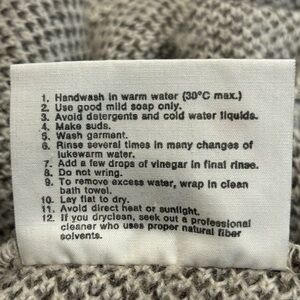 1. Handwash in warm water (30°C max.)
2. Use good mild soap only.
3. Avoid detergents and cold water liquids.
4. Make suds.
5. Wash garment.
6. Rinse several times in many changes of
lukewarm water.
7. Add a few drops of vinegar in final rinse.
8. Do not wring.
9. To remove excess water, wrap in clean
bath towel.
10. Lay flat to dry.
11. Avoid direct heat or sunlight.
12. If you dryclean, seek out a professional
cleaner who uses proper natural fiber
solvents.